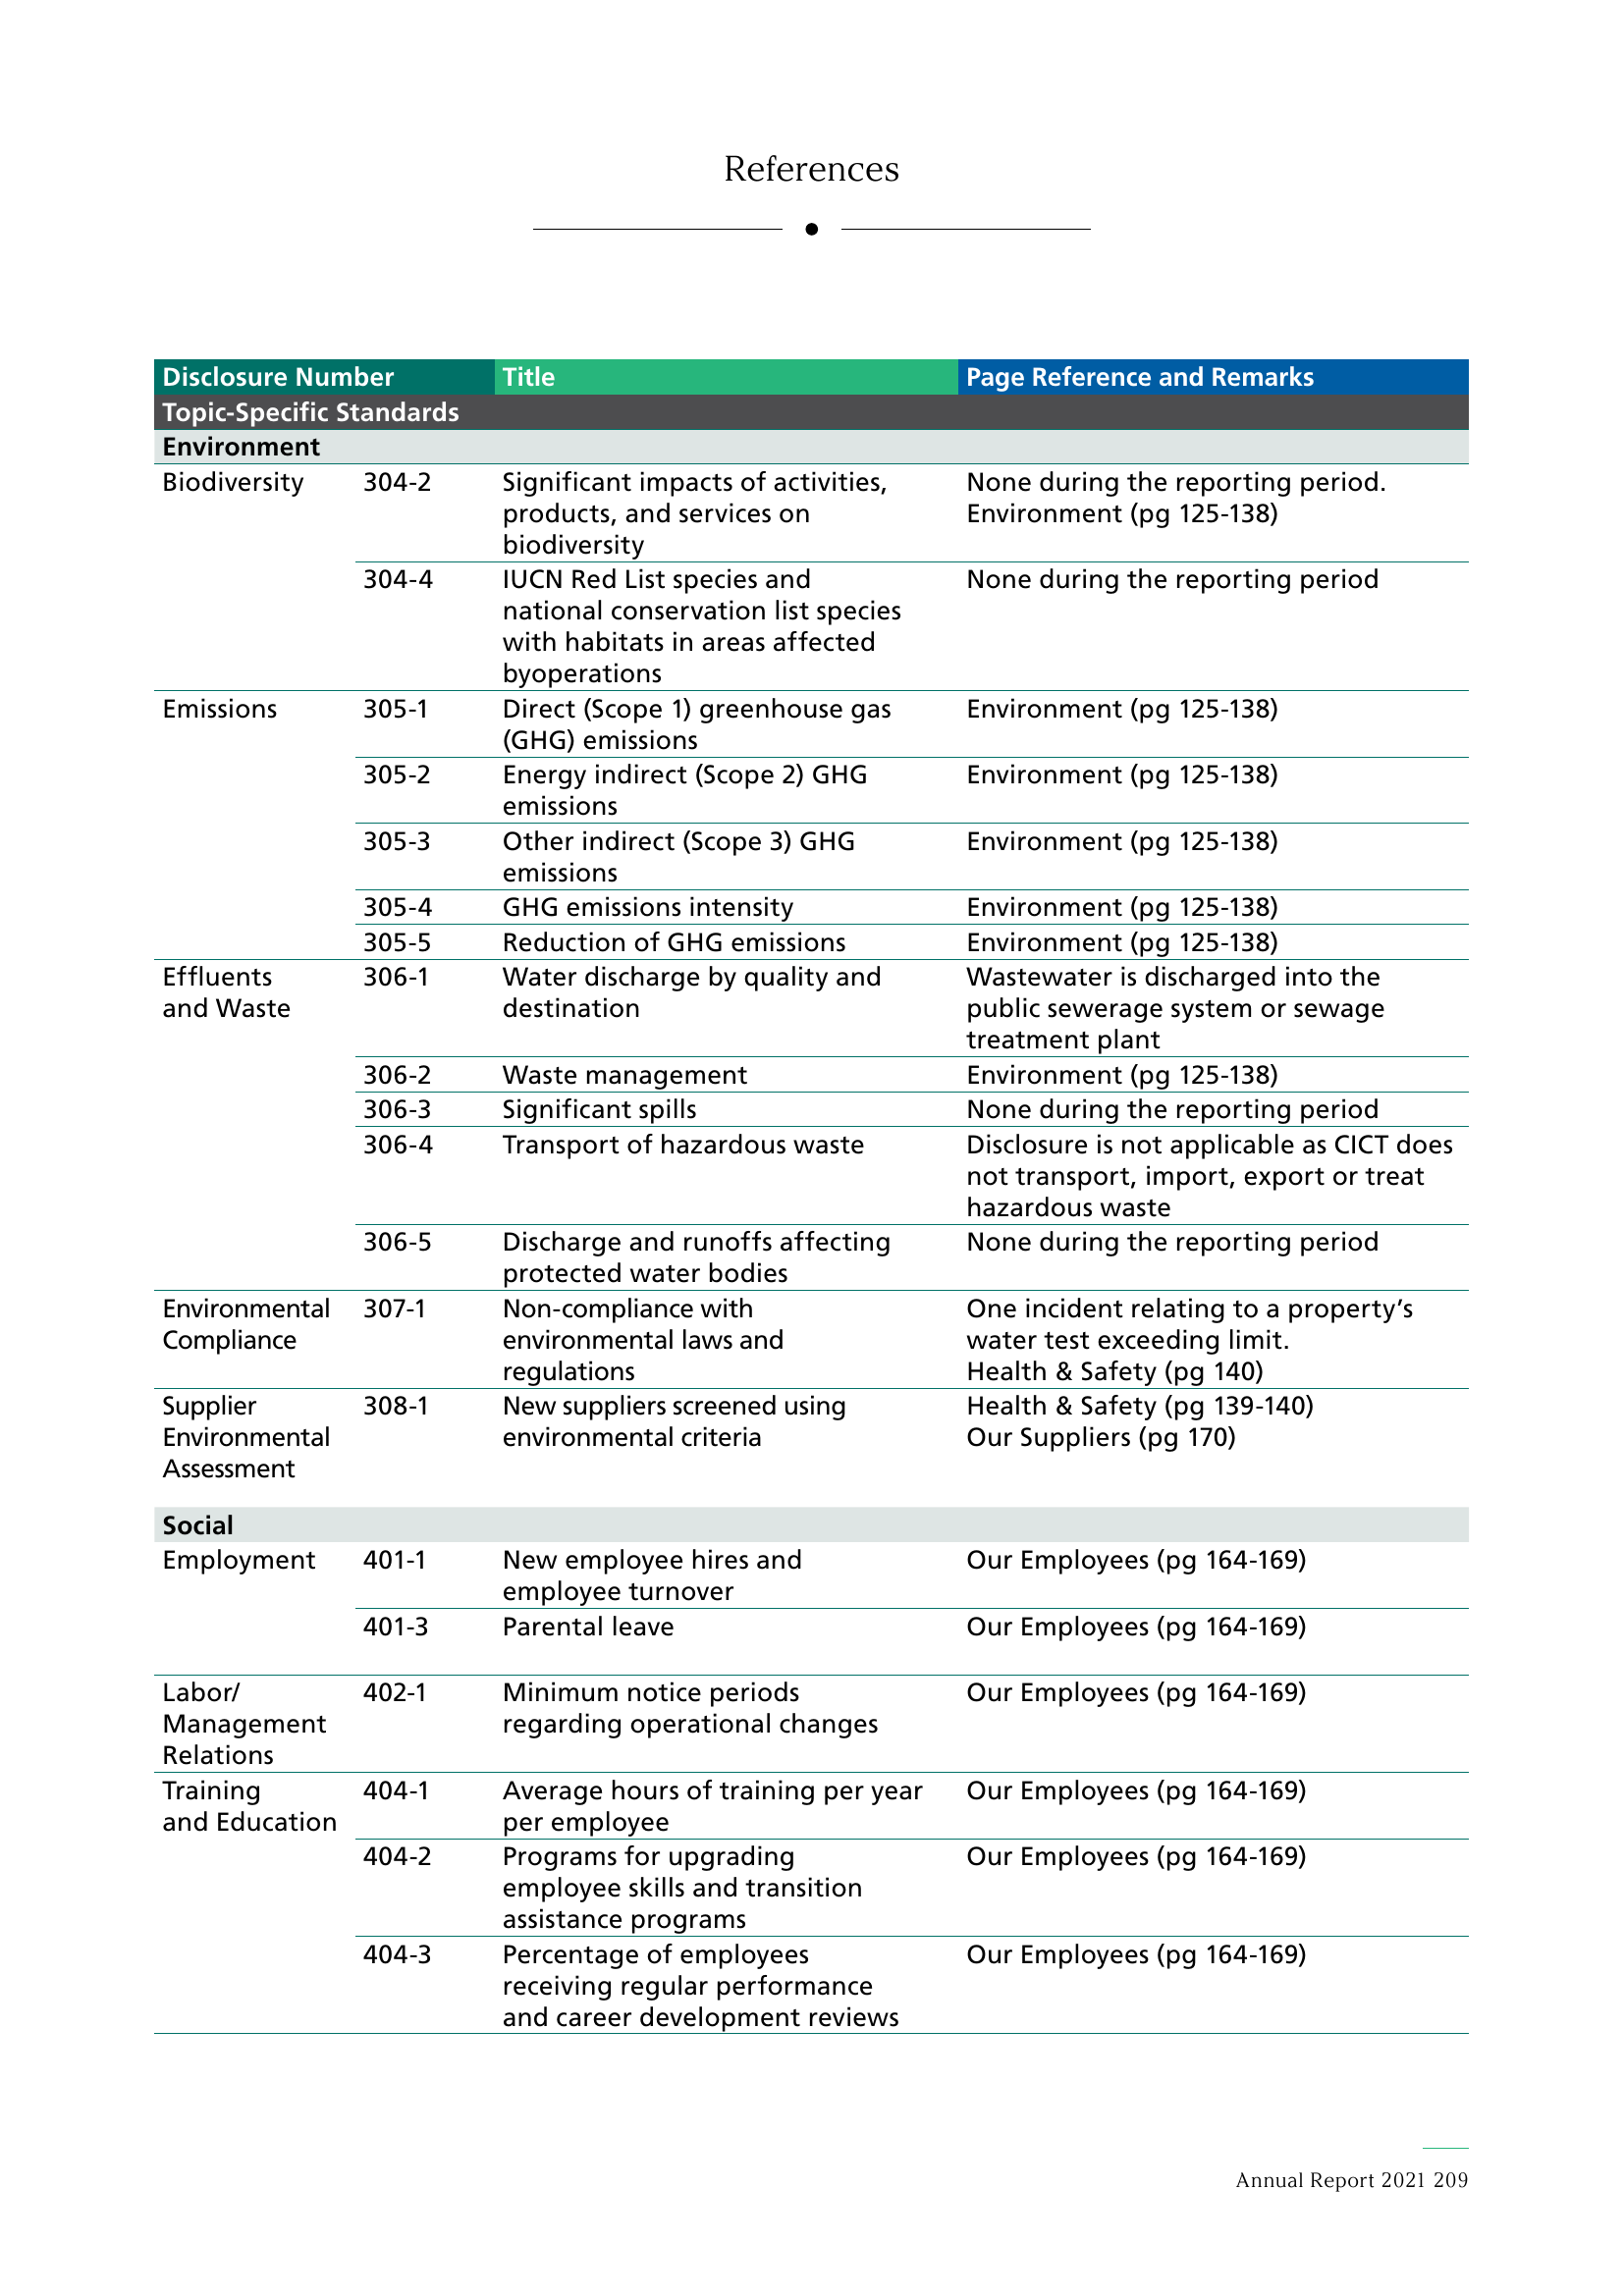 References
Disclosure Number Title Page Reference and Remarks
Topic-Specific Standards
Environment
Biodiversity 304-2 Significant impacts of activities, None during the reporting period.
products, and services on Environment (pg 125-138)
biodiversity
304-4 IUCN Red List species and None during the reporting period
national conservation list species
with habitats in areas affected
byoperations
Emissions 305-1 Direct (Scope 1) greenhouse gas Environment (pg 125-138)
(GHG) emissions
305-2 Energy indirect (Scope 2) GHG Environment (pg 125-138)
emissions
305-3 Other indirect (Scope 3) GHG Environment (pg 125-138)
emissions
305-4 GHG emissions intensity Environment (pg 125-138)
305-5 Reduction of GHG emissions Environment (pg 125-138)
Effluents 306-1 Water discharge by quality and Wastewater is discharged into the
and Waste destination public sewerage system or sewage
treatment plant
306-2 Waste management Environment (pg 125-138)
306-3 Significant spills None during the reporting period
306-4 Transport of hazardous waste Disclosure is not applicable as CICT does
not transport, import, export or treat
hazardous waste
306-5 Discharge and runoffs affecting None during the reporting period
protected water bodies
Environmental 307-1 Non-compliance with One incident relating to a property’s
Compliance environmental laws and water test exceeding limit.
regulations Health & Safety (pg 140)
Supplier 308-1 New suppliers screened using Health & Safety (pg 139-140)
Environmental environmental criteria Our Suppliers (pg 170)
Assessment
Social
Employment 401-1 New employee hires and Our Employees (pg 164-169)
employee turnover
401-3 Parental leave Our Employees (pg 164-169)
Labor/ 402-1 Minimum notice periods Our Employees (pg 164-169)
Management regarding operational changes
Relations
Training 404-1 Average hours of training per year Our Employees (pg 164-169)
and Education per employee
404-2 Programs for upgrading Our Employees (pg 164-169)
employee skills and transition
assistance programs
404-3 Percentage of employees Our Employees (pg 164-169)
receiving regular performance
and career development reviews
Annual Report 2021 209